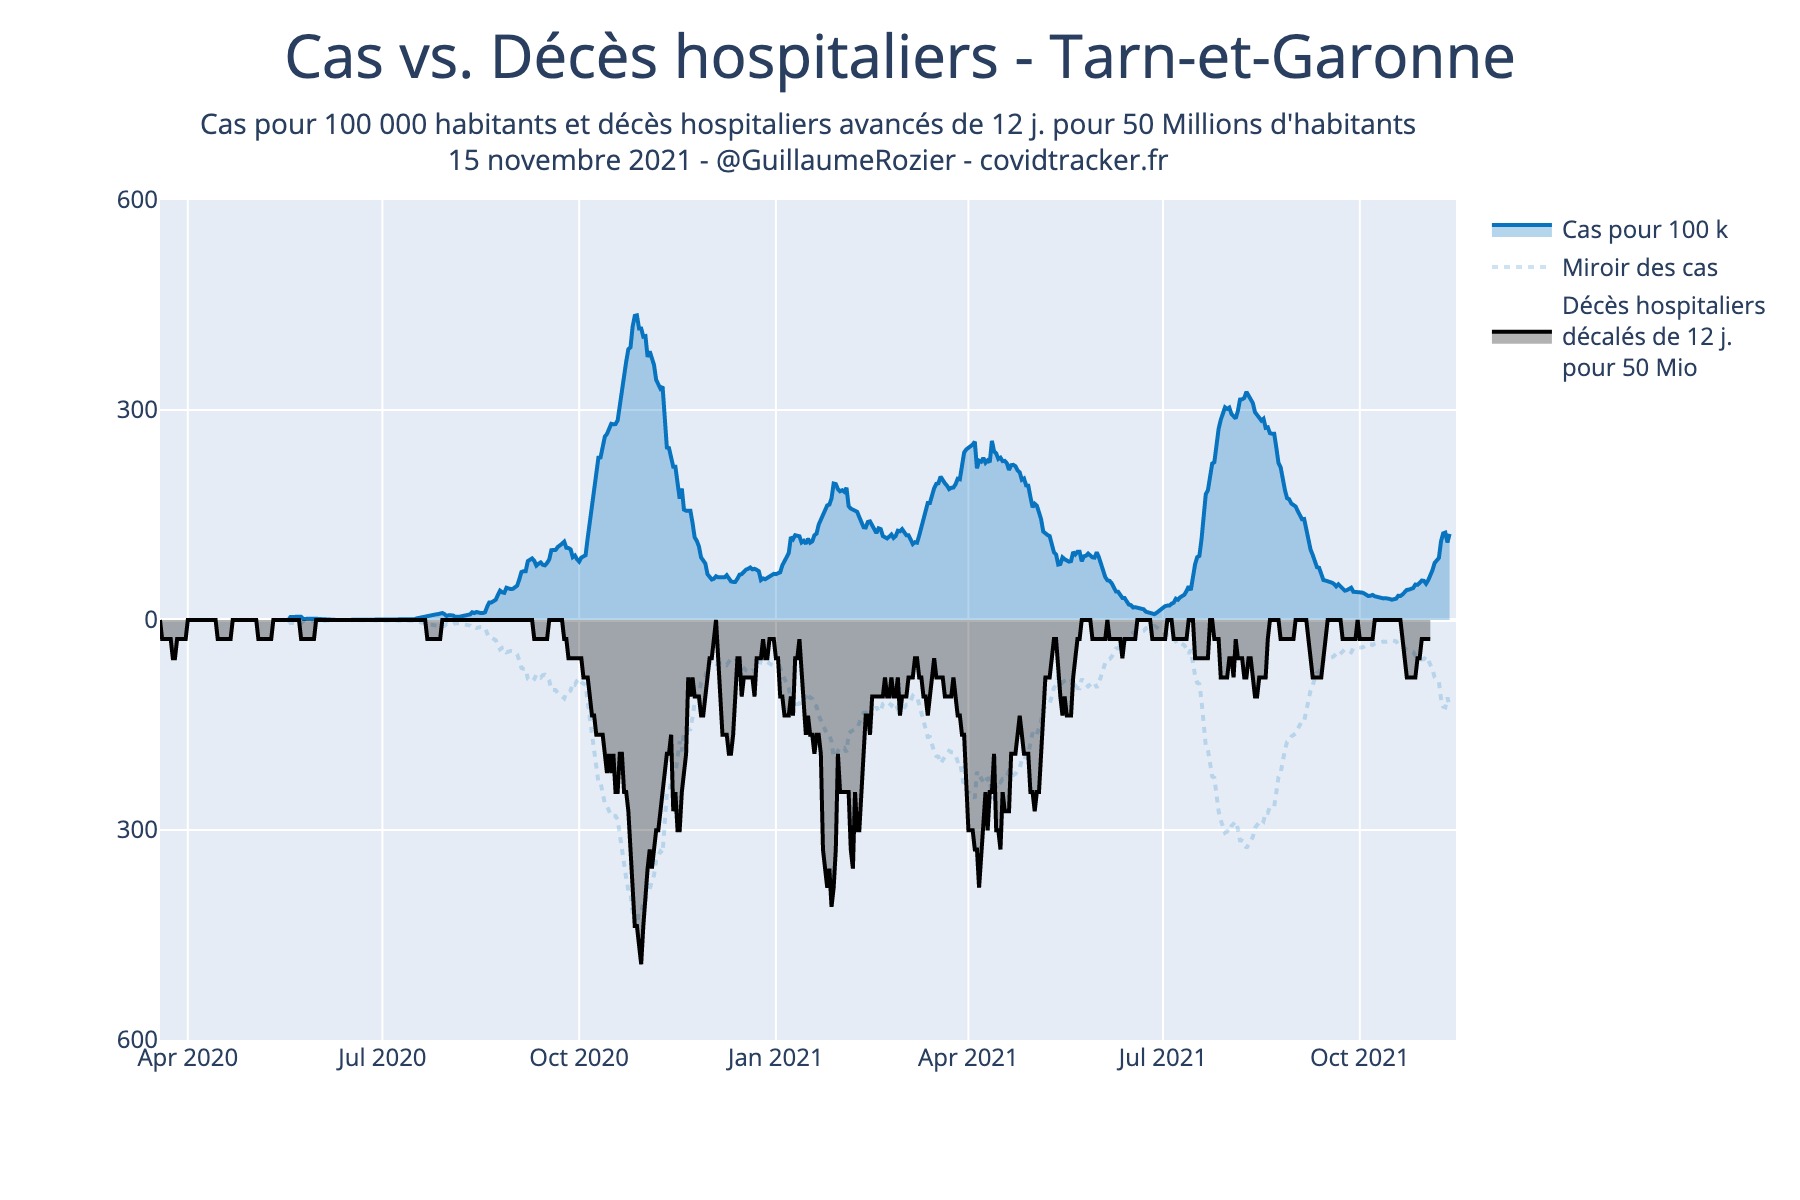 Cas vs. Décès hospitaliers - Tarn-et-Garonne
Cas pour 100 000 habitants et décès hospitaliers avancés de 12 j. pour 50 Millions d'habitants
15 novembre 2021 - @GuillaumeRozier - covidtracker.fr
600
300
0
300
600
Apr 2020
Jul 2020
Oct 2020
Jan 2021
Apr 2021
Jul 2021
Oct 2021
Cas pour 100 k
Miroir des cas
Décès hospitaliers
décalés de 12 j.
pour 50 Mio